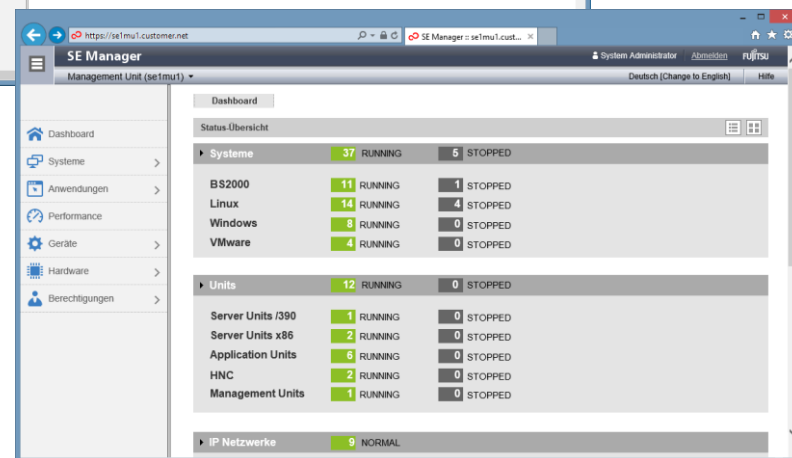 https://se1mu1.customer.net
SE Manager :: se1mu1.cust...
SE Manager
System Administrator Abmelden FUJITSU
Management Unit (se1mu1)
Deutsch [Change to English] Hilfe
Dashboard
Status-Übersicht
Dashboard
Systeme
Anwendungen
Performance
Geräte
Hardware
Berechtigungen
Systeme 37 RUNNING 5 STOPPED
BS2000 11 RUNNING 1 STOPPED
Linux 14 RUNNING 4 STOPPED
Windows 8 RUNNING 0 STOPPED
VMware 4 RUNNING 0 STOPPED
Units 12 RUNNING 0 STOPPED
Server Units /390 1 RUNNING 0 STOPPED
Server Units x86 2 RUNNING 0 STOPPED
Application Units 6 RUNNING 0 STOPPED
HNC 2 RUNNING 0 STOPPED
Management Units 1 RUNNING 0 STOPPED
IP Netzwerke 9 NORMAL